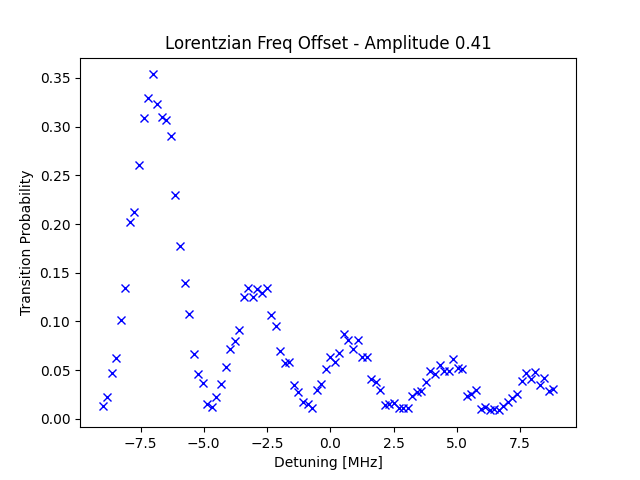 Lorentzian Freq Offset - Amplitude 0.41
Transition Probability
0.35
0.30
0.25
0.20
0.15
0.10
0.05
0.00
−7.5 −5.0 −2.5 0.0 2.5 5.0 7.5
Detuning [MHz]